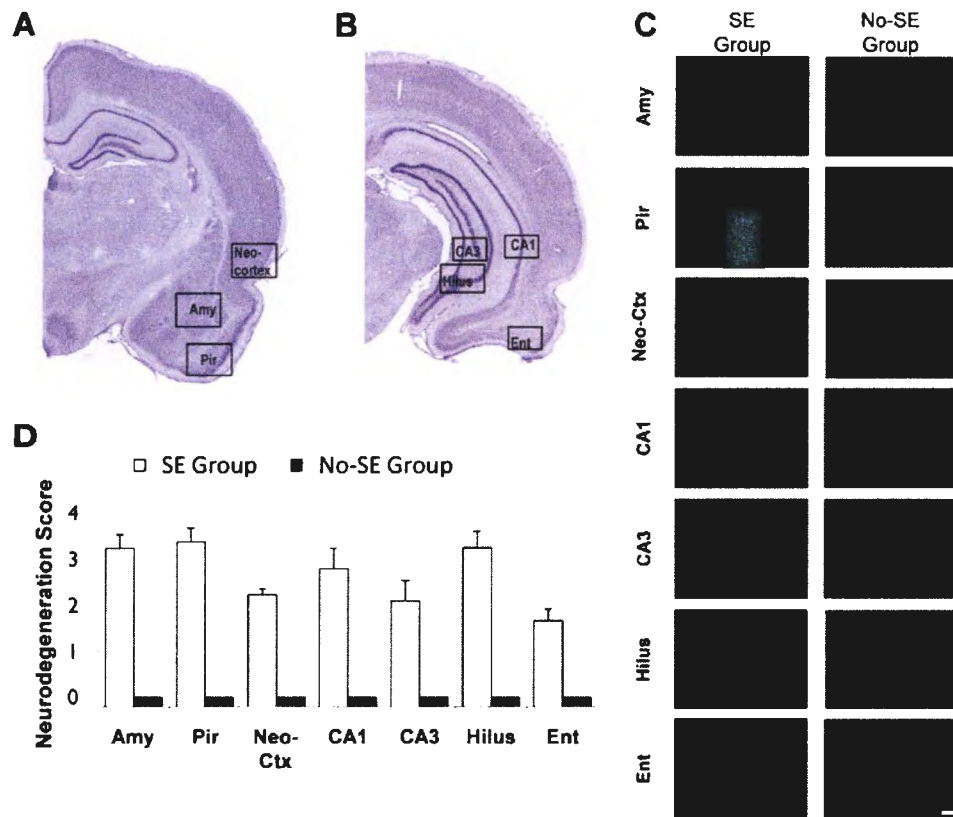 A
B
C
SE
Group
No-SE
Group
Neo-
cortex
Amy
Pir
CA3
CA1
Hilus
Ent
Amy
Pir
Neo-Ctx
CA1
CA3
Hilus
Ent
D
SE Group
No-SE Group
Neurodegeneration Score
4
3
2
1
0
Amy
Pir
Neo-
Ctx
CA1
CA3
Hilus
Ent